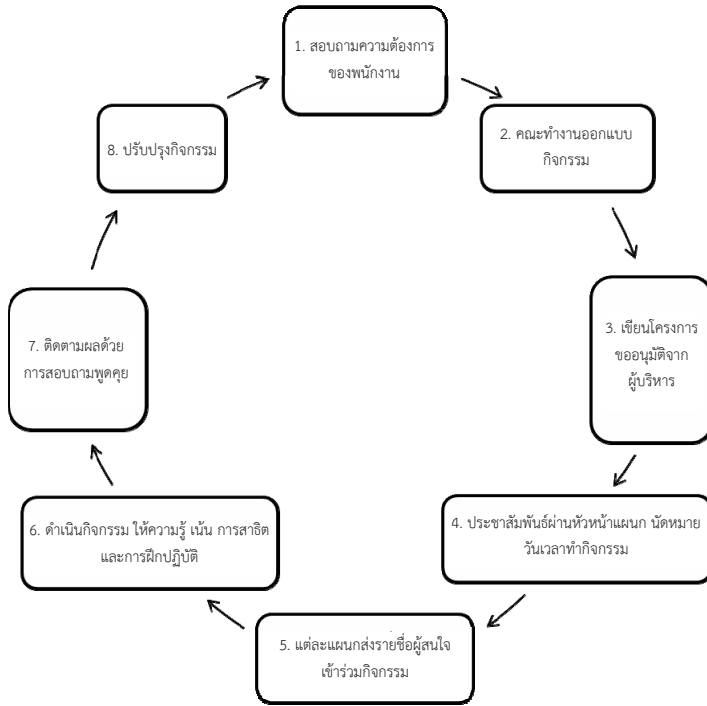 1. สอบถามความต้องการ
ของพนักงาน
2. คณะทำงานออกแบบ
กิจกรรม
3. เขียนโครงการ
ขออนุมัติจาก
ผู้บริหาร
4. ประชาสัมพันธ์ผ่านหัวหน้าแผนก นัดหมาย
วันเวลาทำกิจกรรม
5. แต่ละแผนกส่งรายชื่อผู้สนใจ
เข้าร่วมกิจกรรม
6. ดำเนินกิจกรรม ให้ความรู้ เน้น การสาธิต
และการฝึกปฏิบัติ
7. ติดตามผลด้วย
การสอบถามพูดคุย
8. ปรับปรุงกิจกรรม